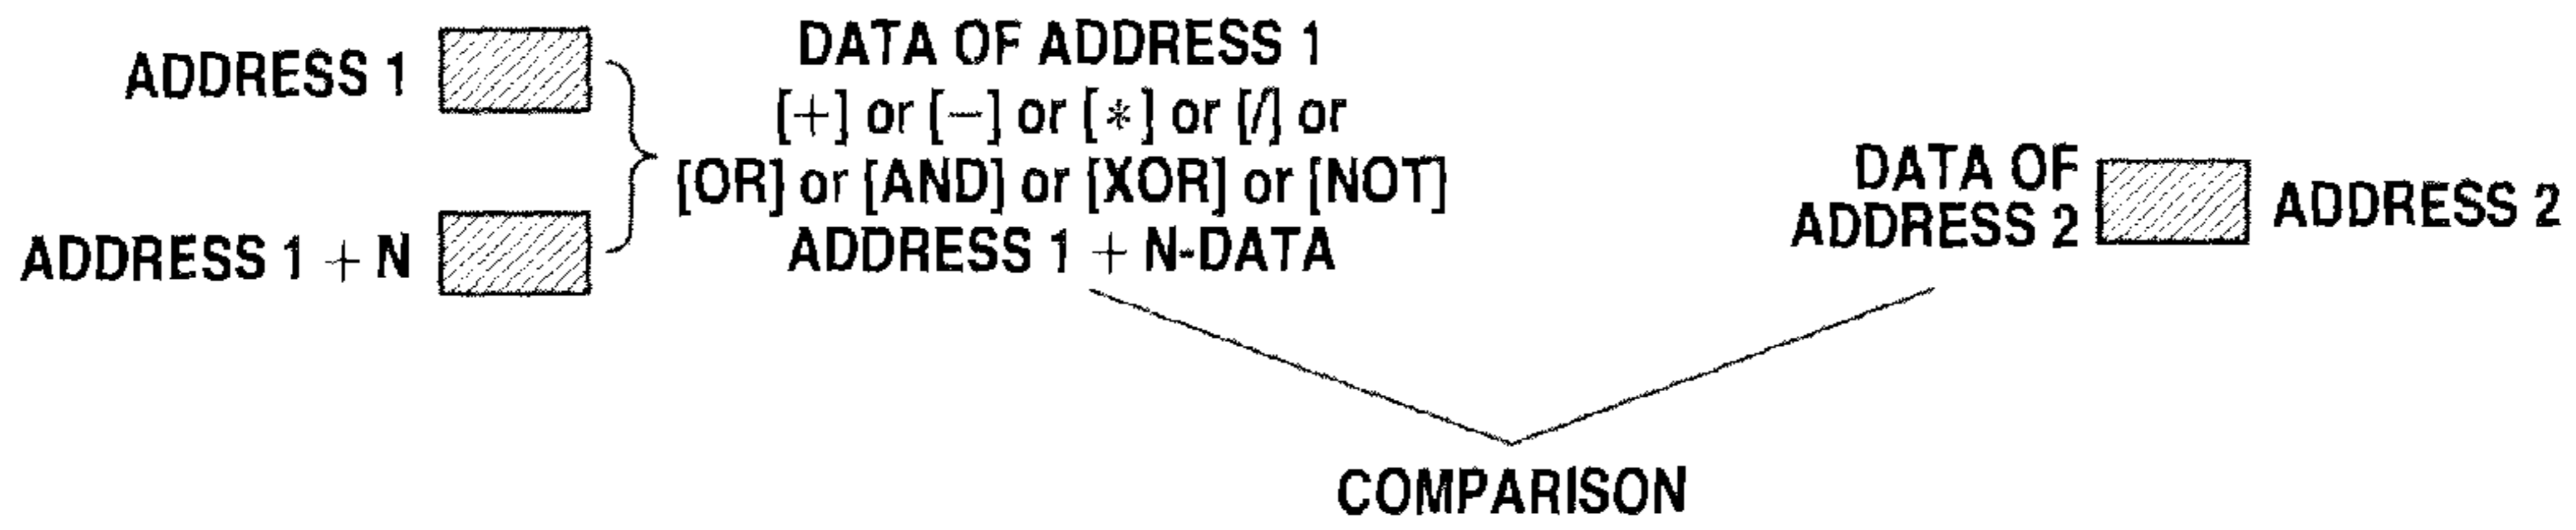 ADDRESS 1
ADDRESS 1 + N
DATA OF ADDRESS 1
[+] or [−] or [*] or [/] or
[OR] or [AND] or [XOR] or [NOT]
ADDRESS 1 + N-DATA
DATA OF
ADDRESS 2
ADDRESS 2
COMPARISON